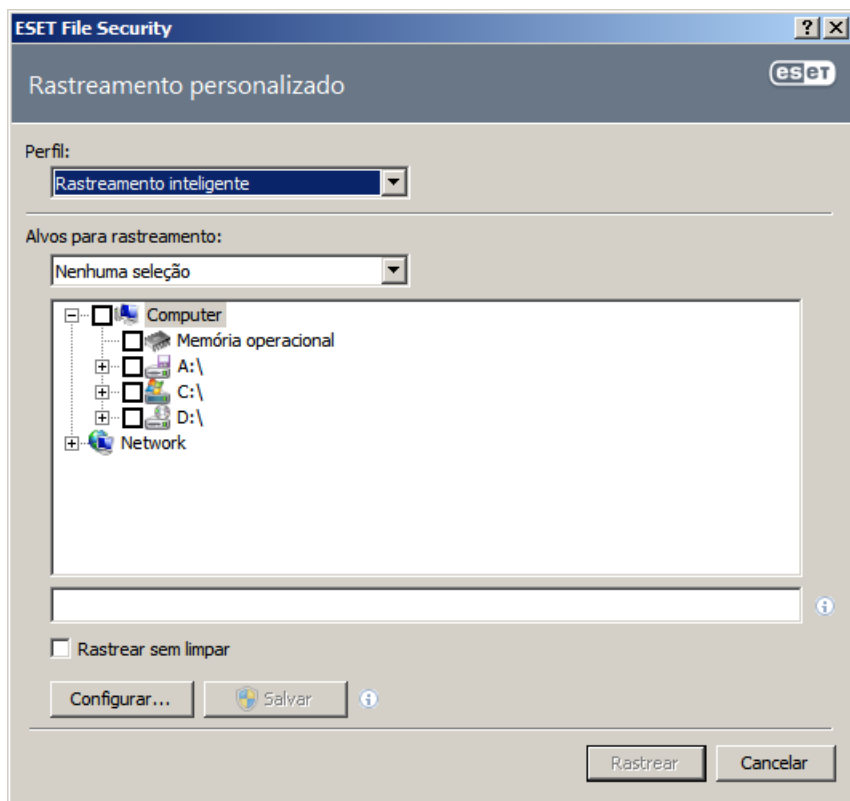 ESET File Security
Rastreamento personalizado
eseT
Perfil:
Rastreamento inteligente
Alvos para rastreamento:
Nenhuma seleção
Computer
Memória operacional
A:\
C:\
D:\
Network
Rastrear sem limpar
Configurar...
Salvar
Rastrear
Cancelar